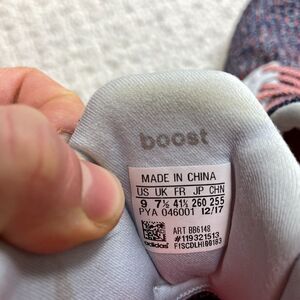 boost
MADE IN CHINA
US UK FR JP CHN
9 7½ 41⅓ 260 255
PYA 046001 12/17
ART BB6148
#119321513
adidas